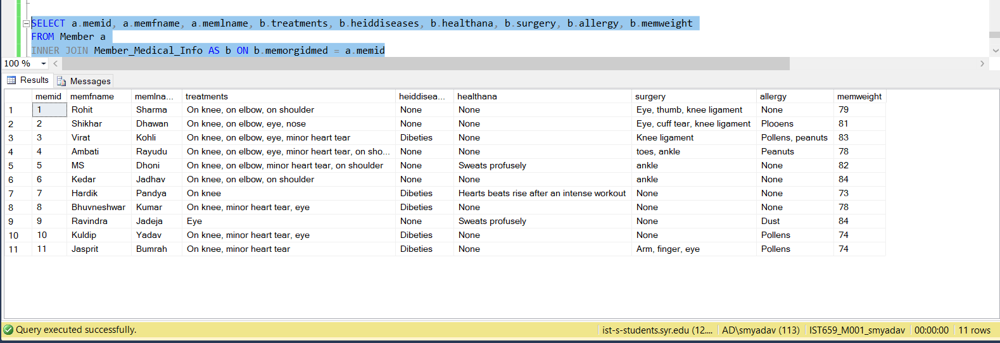 SELECT a.memid, a.memfname, a.memlname, b.treatments, b.heiddiseases, b.healthana, b.surgery, b.allergy, b.memweight
FROM Member a
INNER JOIN Member_Medical_Info AS b ON b.memorgidmed = a.memid
100 %
Results Messages
memid memfname memlna... treatments heiddisea... healthana surgery allergy memweight
1 1 Rohit Sharma On knee, on elbow, on shoulder None None Eye, thumb, knee ligament None 79
2 2 Shikhar Dhawan On knee, on elbow, eye, nose None None Eye, cuff tear, knee ligament Plooens 81
3 3 Virat Kohli On knee, on elbow, eye, minor heart tear Dibeties None Knee ligament Pollens, peanuts 83
4 4 Ambati Rayudu On knee, on elbow, eye, minor heart tear, on sho... None None toes, ankle Peanuts 78
5 5 MS Dhoni On knee, on elbow, minor heart tear, on shoulder None Sweats profusely ankle None 82
6 6 Kedar Jadhav On knee, on elbow, on shoulder None None ankle None 84
7 7 Hardik Pandya On knee Dibeties Hearts beats rise after an intense workout None None 73
8 8 Bhuvneshwar Kumar On knee, minor heart tear, eye Dibeties None None None 78
9 9 Ravindra Jadeja Eye None Sweats profusely None Dust 84
10 10 Kuldip Yadav On knee, minor heart tear, eye Dibeties None None Pollens 74
11 11 Jasprit Bumrah On knee, minor heart tear Dibeties None Arm, finger, eye Pollens 74
Query executed successfully. ist-s-students.syr.edu (12.... AD\smyadav (113) IST659_M001_smyadav 00:00:00 11 rows